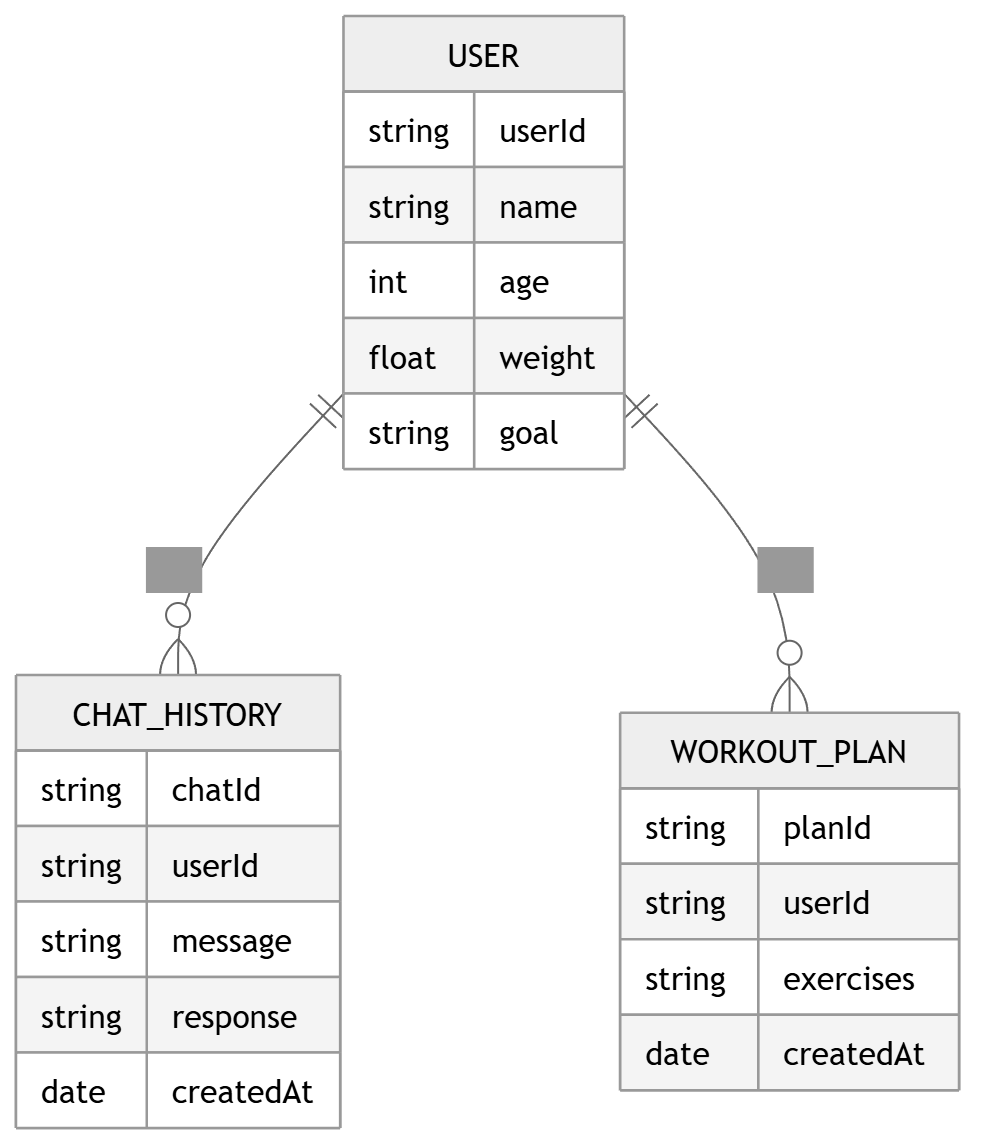 USER
string userId
string name
int age
float weight
string goal
CHAT_HISTORY
string chatId
string userId
string message
string response
date createdAt
WORKOUT_PLAN
string planId
string userId
string exercises
date createdAt